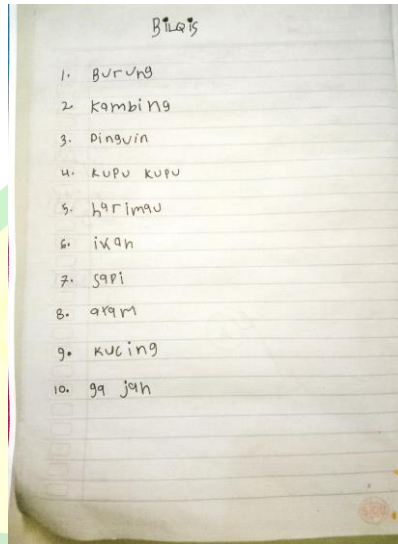 BiLQis
1. Burung
2 kambing
3. Pinguin
4. kupu kupu
5. harimau
6. ikan
7. sapi
8. ayam
9. kucing
10. ga jah